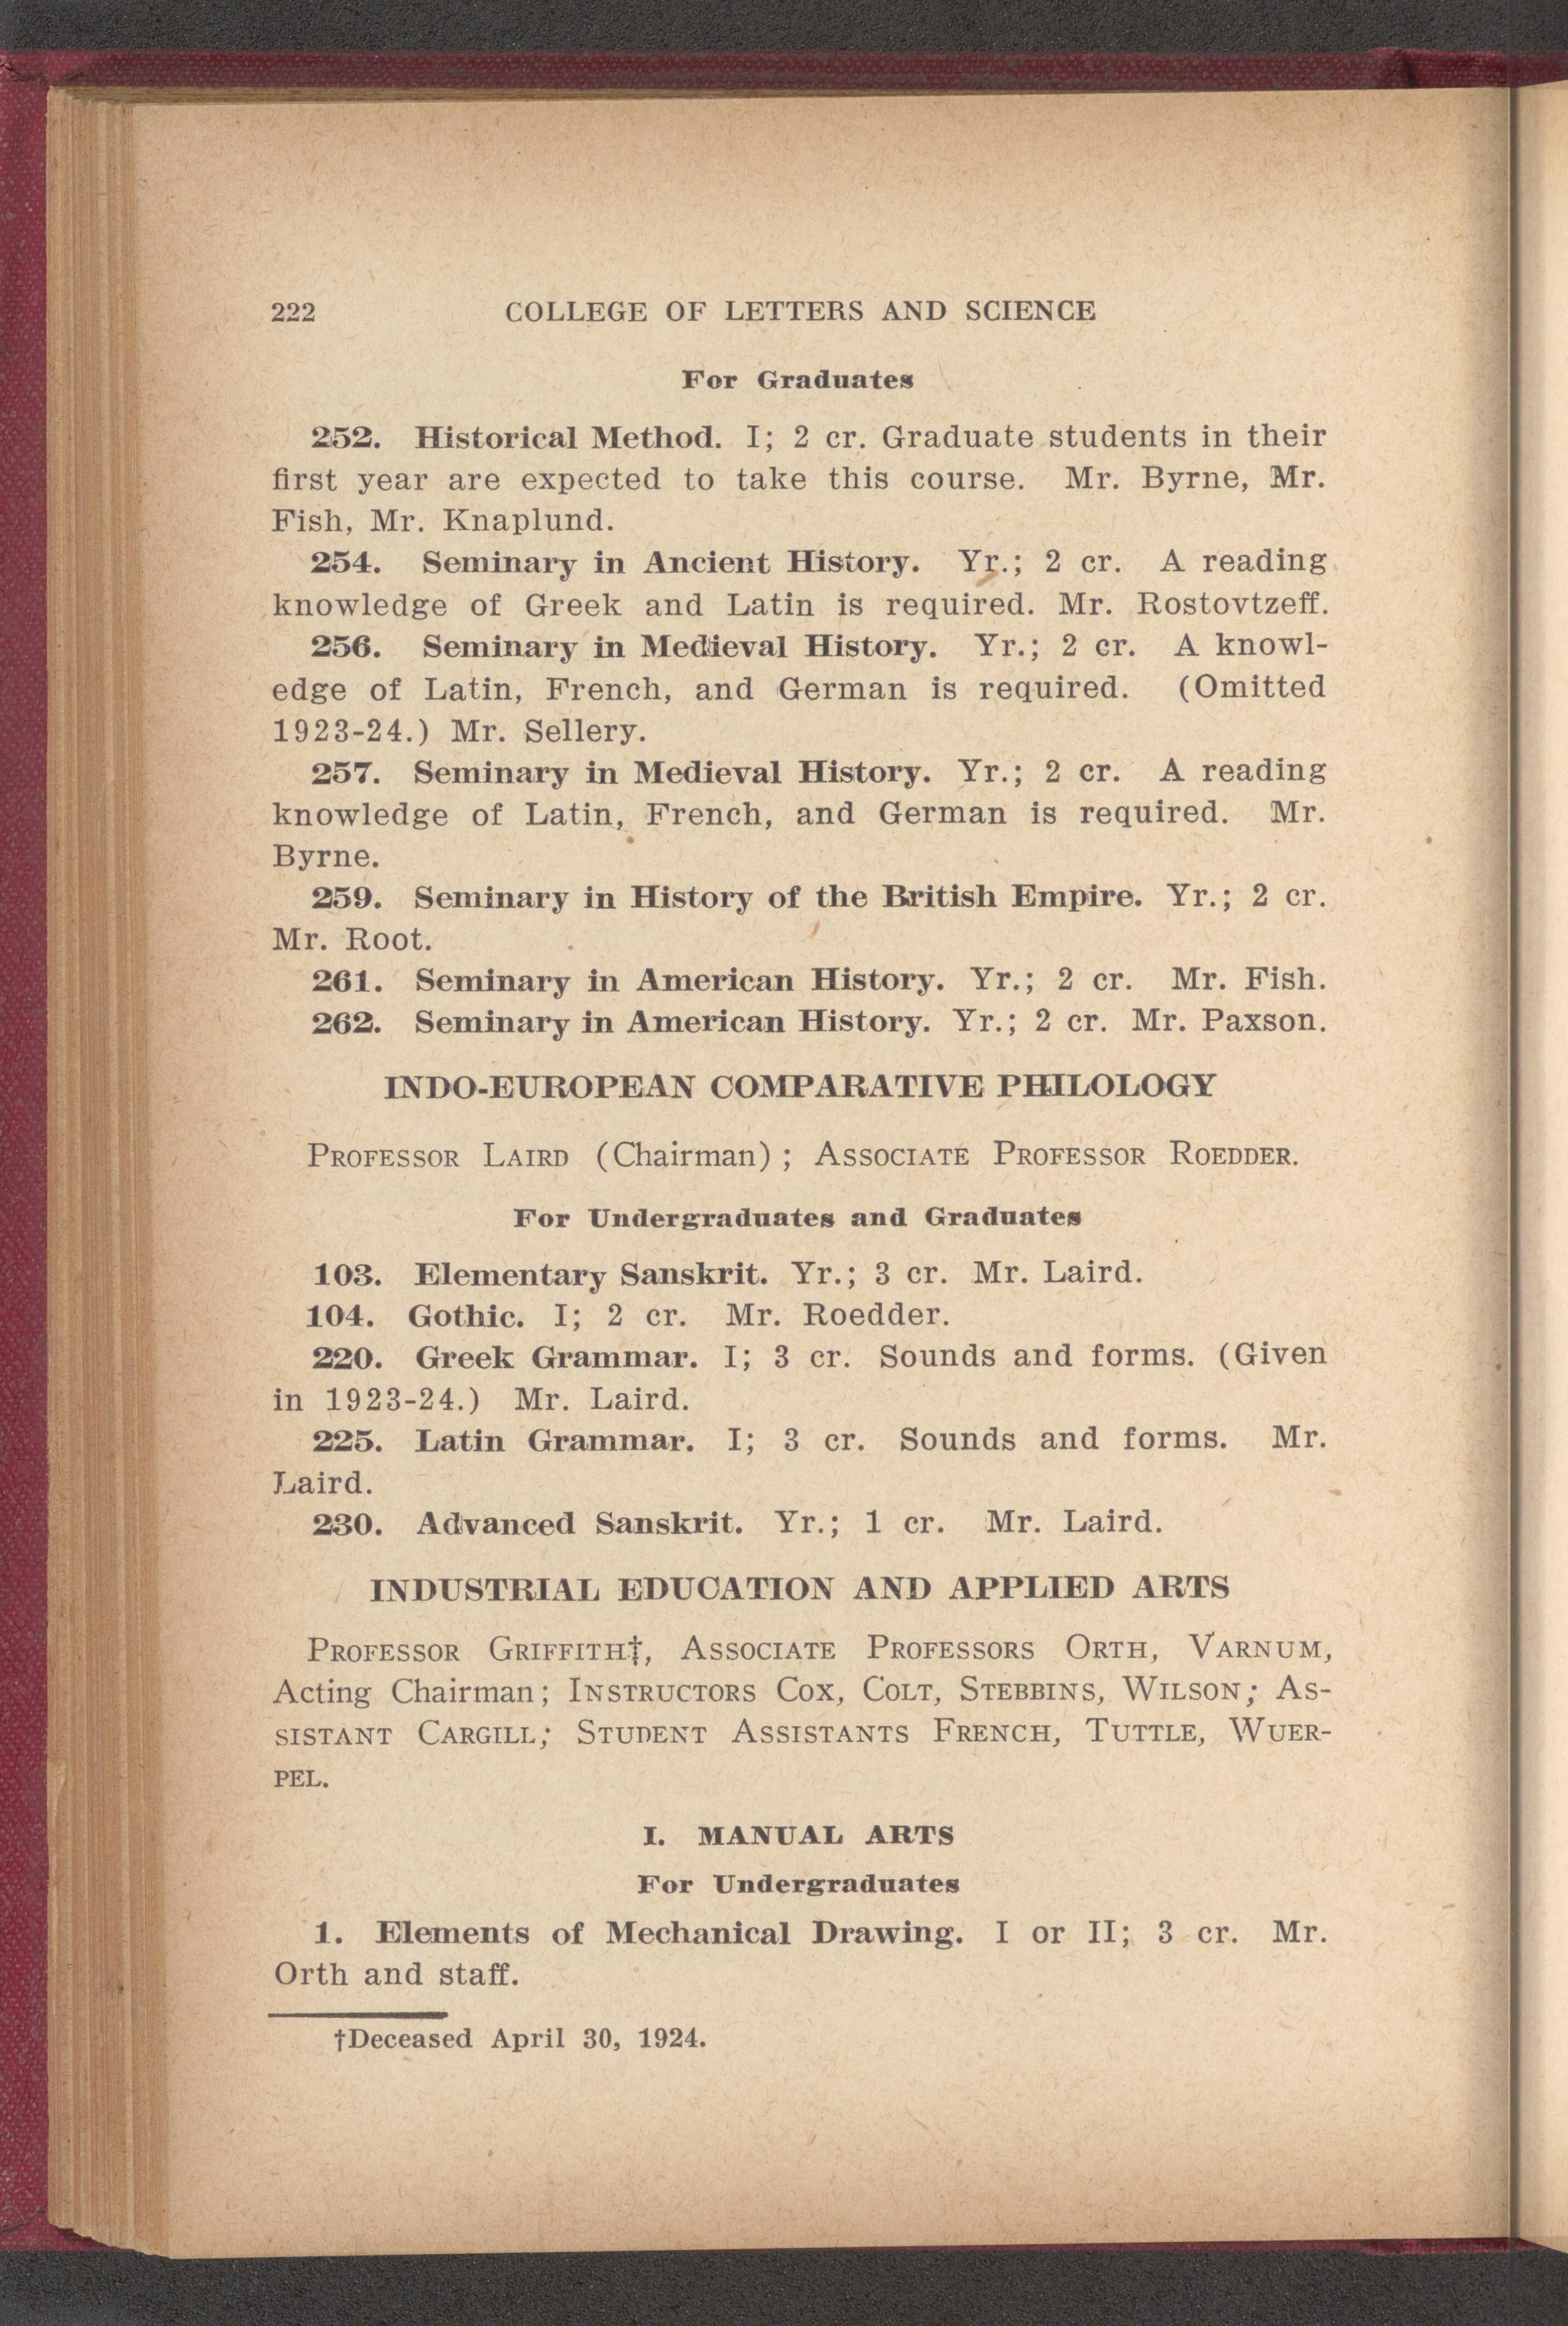 222 COLLEGE OF LETTERS AND SCIENCE
For Graduates
252. Historical Method. I; 2 cr. Graduate students in their
first year are expected to take this course. Mr. Byrne, Mr.
Fish, Mr. Knaplund.
254. Seminary in Ancient History. Yr.; 2 cr. A reading
knowledge of Greek and Latin is required. Mr. Rostovtzeff.
256. Seminary in Medieval History. Yr.; 2 cr. A knowl-
edge of Latin, French, and German is required. (Omitted
1923-24.) Mr. Sellery.
257. Seminary in Medieval History. Yr.; 2 cr. A reading
knowledge of Latin, French, and German is required. Mr.
Byrne.
259. Seminary in History of the British Empire. Yr.; 2 cr.
Mr. Root.
261. Seminary in American History. Yr.; 2 cr. Mr. Fish.
262. Seminary in American History. Yr.; 2 cr. Mr. Paxson.
INDO-EUROPEAN COMPARATIVE PHILOLOGY
PROFESSOR LAIRD (Chairman); ASSOCIATE PROFESSOR ROEDDER.
For Undergraduates and Graduates
103. Elementary Sanskrit. Yr.; 3 cr. Mr. Laird.
104. Gothic. I; 2 cr. Mr. Roedder.
220. Greek Grammar. I; 3 cr. Sounds and forms. (Given
in 1923-24.) Mr. Laird.
225. Latin Grammar. I; 3 cr. Sounds and forms. Mr.
Laird.
230. Advanced Sanskrit. Yr.; 1 cr. Mr. Laird.
INDUSTRIAL EDUCATION AND APPLIED ARTS
PROFESSOR GRIFFITH‡, ASSOCIATE PROFESSORS ORTH, VARNUM,
Acting Chairman; INSTRUCTORS COX, COLT, STEBBINS, WILSON; AS-
SISTANT CARGILL; STUDENT ASSISTANTS FRENCH, TUTTLE, WUER-
PEL.
I. MANUAL ARTS
For Undergraduates
1. Elements of Mechanical Drawing. I or II; 3 cr. Mr.
Orth and staff.
†Deceased April 30, 1924.